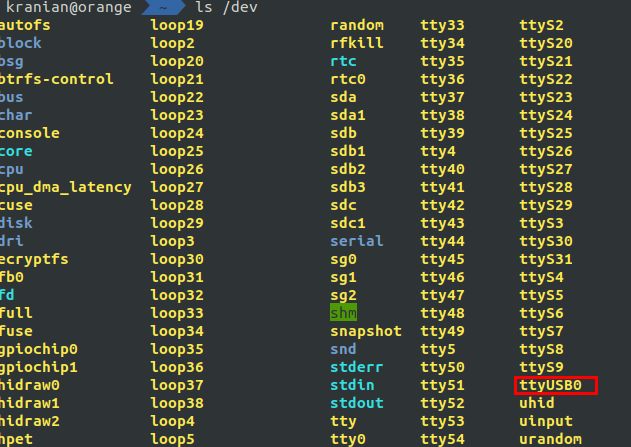 kranian@orange ~ ls /dev
autofs loop19 random tty33 ttyS2
block loop2 rfkill tty34 ttyS20
bsg loop20 rtc tty35 ttyS21
btrfs-control loop21 rtc0 tty36 ttyS22
bus loop22 sda tty37 ttyS23
char loop23 sda1 tty38 ttyS24
console loop24 sdb tty39 ttyS25
core loop25 sdb1 tty4 ttyS26
cpu loop26 sdb2 tty40 ttyS27
cpu_dma_latency loop27 sdb3 tty41 ttyS28
cuse loop28 sdc tty42 ttyS29
disk loop29 sdc1 tty43 ttyS3
dri loop3 serial tty44 ttyS30
ecryptfs loop30 sg0 tty45 ttyS31
fb0 loop31 sg1 tty46 ttyS4
fd loop32 sg2 tty47 ttyS5
full loop33 shm tty48 ttyS6
fuse loop34 snapshot tty49 ttyS7
gpiochip0 loop35 snd tty5 ttyS8
gpiochip1 loop36 stderr tty50 ttyS9
hidraw0 loop37 stdin tty51 ttyUSB0
hidraw1 loop38 stdout tty52 uhid
hidraw2 loop4 tty tty53 uinput
hpet loop5 tty0 tty54 urandom